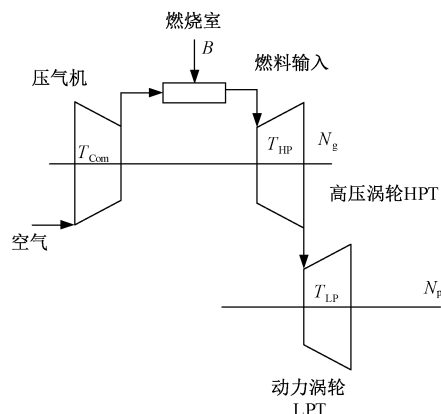 燃烧室
B
燃料输入
压气机
T_Com
T_HP
N_g
高压涡轮HPT
空气
T_LP
N_p
动力涡轮
LPT